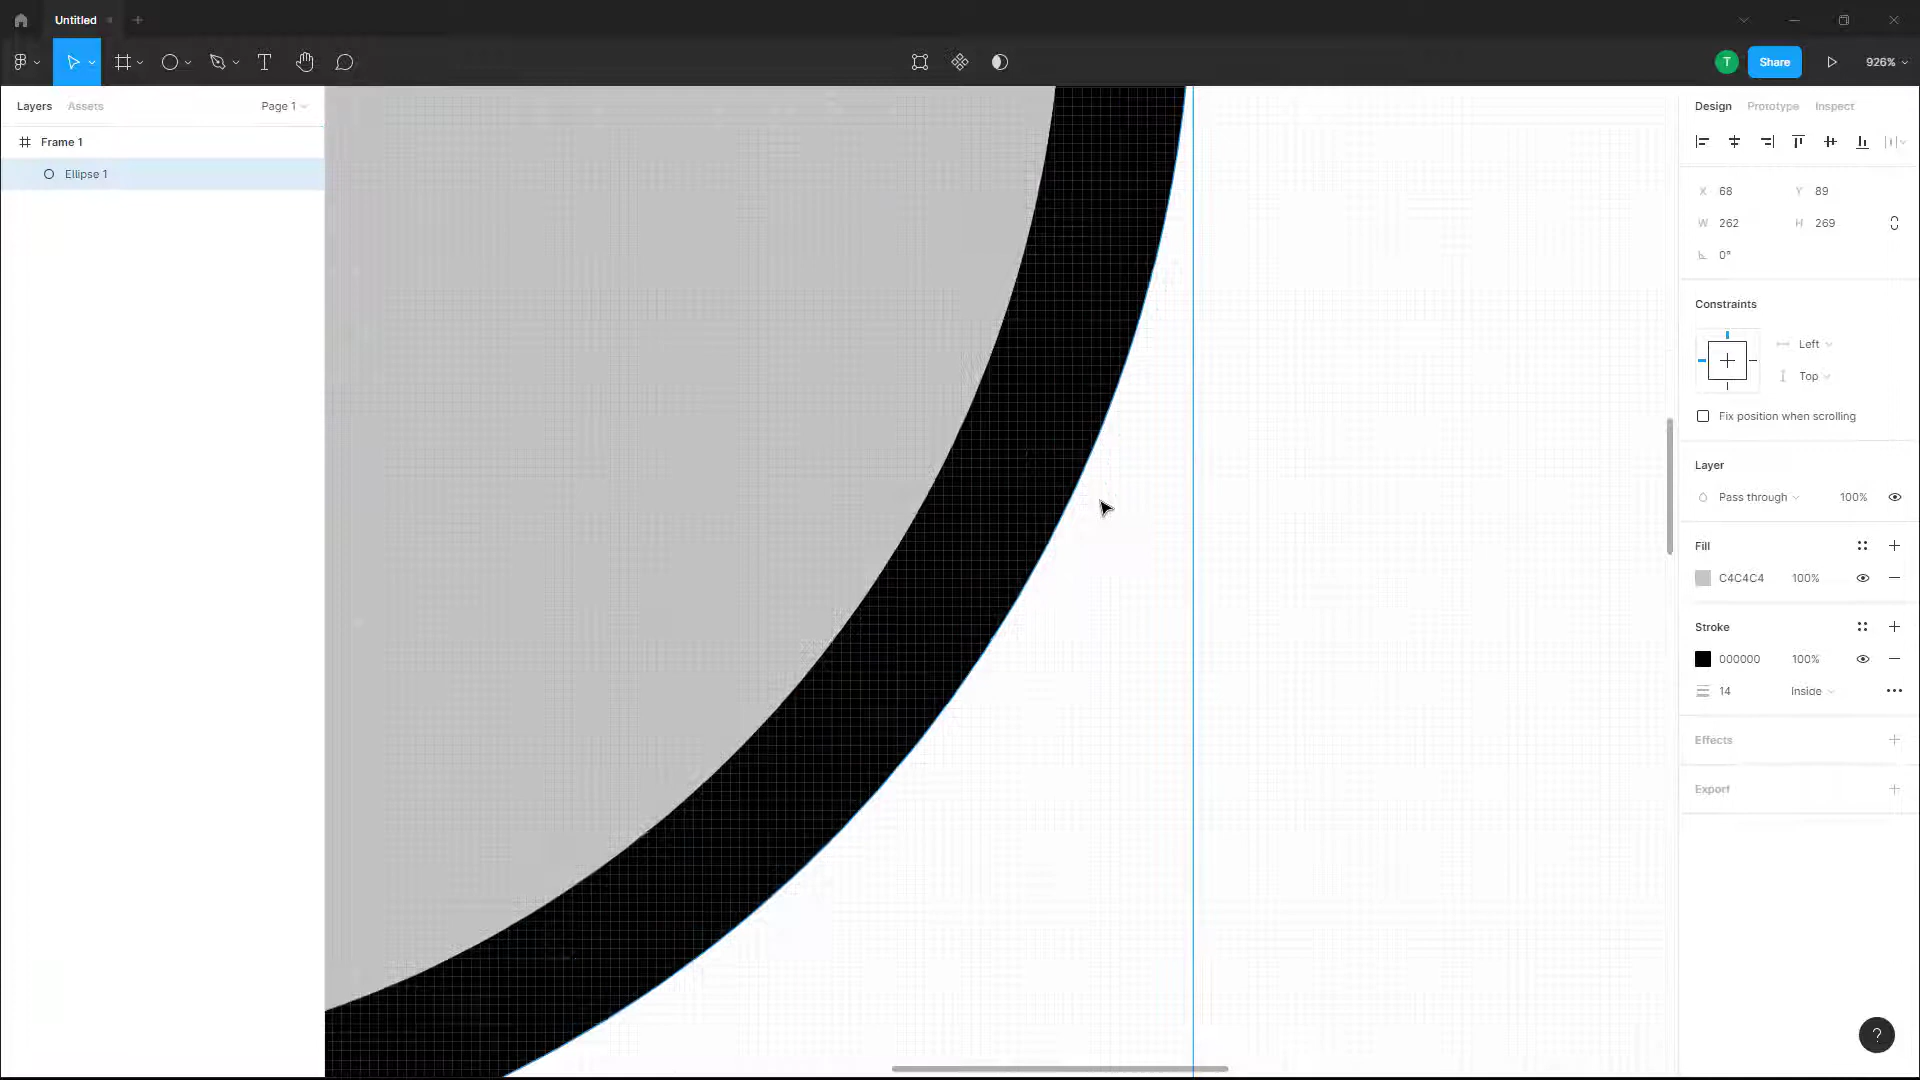 Untitled
Share
926%
Layers
Assets
Page 1
Design
Prototype
Inspect
Frame 1
Ellipse 1
X 68
Y 89
W 262
H 269
0°
Constraints
Left
Top
Fix position when scrolling
Layer
Pass through
100%
Fill
C4C4C4
100%
Stroke
000000
100%
14
Inside
Effects
Export
T
?